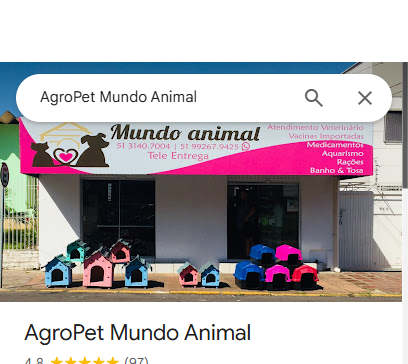 AgroPet Mundo Animal
Mundo animal
51 3140.7004 | 51 99267.9425
Tele Entrega
Atendimento Veterinário
Vacinas Importadas
Medicamentos
Aquarismo
Rações
Banho & Tosa
AgroPet Mundo Animal
4,8 (97)